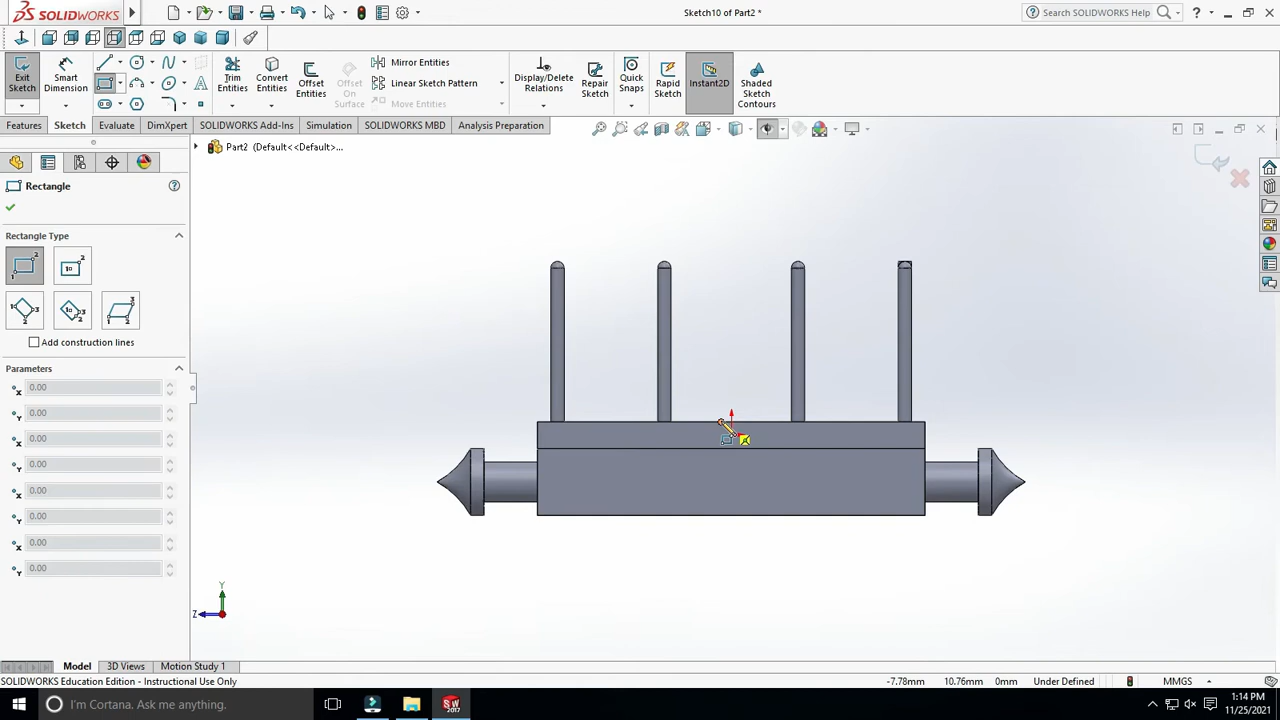 SOLIDWORKS
Sketch10 of Part2 *
Search SOLIDWORKS Help
Exit Sketch
Smart Dimension
Trim Entities
Convert Entities
Offset Entities
Offset On Surface
Mirror Entities
Linear Sketch Pattern
Move Entities
Display/Delete Relations
Repair Sketch
Quick Snaps
Rapid Sketch
Instant2D
Shaded Sketch Contours
Features
Sketch
Evaluate
DimXpert
SOLIDWORKS Add-Ins
Simulation
SOLIDWORKS MBD
Analysis Preparation
Part2 (Default<<Default>...
Rectangle
Rectangle Type
Add construction lines
Parameters
0.00
0.00
0.00
0.00
0.00
0.00
0.00
0.00
Y
Z
Model
3D Views
Motion Study 1
SOLIDWORKS Education Edition - Instructional Use Only
-7.78mm
10.76mm
0mm
Under Defined
MMGS
I'm Cortana. Ask me anything.
1:14 PM
11/25/2021